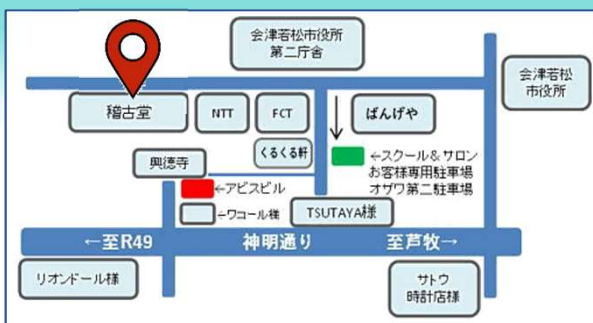 会津若松市役所
第二庁舎
会津若松
市役所
稽古堂
NTT
FCT
ばんげや
くるくる軒
興徳寺
←スクール&サロン
お客様専用駐車場
オザワ第二駐車場
←アビスビル
←ワコール様
TSUTAYA様
←至R49
神明通り
至芦牧→
リオンドール様
サトウ
時計店様